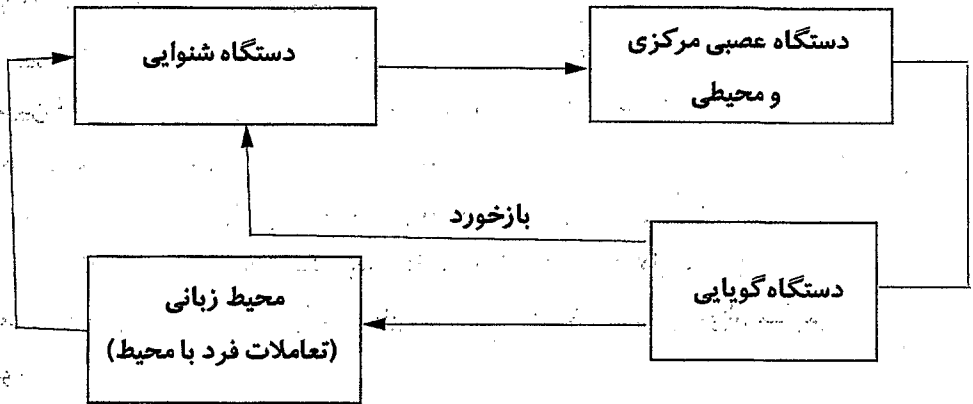 دستگاه شنوایی
دستگاه عصبی مرکزی
و محیطی
بازخورد
دستگاه گویایی
محیط زبانی
(تعاملات فرد با محیط)